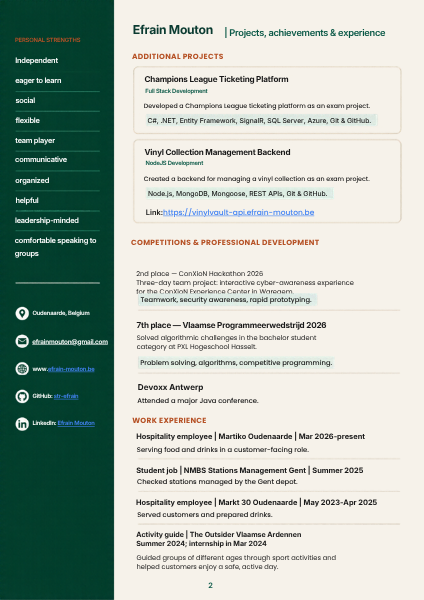 PERSONAL STRENGTHS
Independent
eager to learn
social
flexible
team player
communicative
organized
helpful
leadership-minded
comfortable speaking to
groups
Oudenaarde, Belgium
efrainmouton@gmail.com
www.efrain-mouton.be
GitHub: str-efrain
LinkedIn: Efrain Mouton
Efrain Mouton | Projects, achievements & experience
ADDITIONAL PROJECTS
Champions League Ticketing Platform
Full Stack Development
Developed a Champions League ticketing platform as an exam project.
C#, .NET, Entity Framework, SignalR, SQL Server, Azure, Git & GitHub.
Vinyl Collection Management Backend
NodeJS Development
Created a backend for managing a vinyl collection as an exam project.
Node.js, MongoDB, Mongoose, REST APIs, Git & GitHub.
Link:https://vinylvault-api.efrain-mouton.be
COMPETITIONS & PROFESSIONAL DEVELOPMENT
2nd place — ConXioN Hackathon 2026
Three-day team project: interactive cyber-awareness experience
for the ConXioN Experience Center in Waregem.
Teamwork, security awareness, rapid prototyping.
7th place — Vlaamse Programmeerwedstrijd 2026
Solved algorithmic challenges in the bachelor student
category at PXL Hogeschool Hasselt.
Problem solving, algorithms, competitive programming.
Devoxx Antwerp
Attended a major Java conference.
WORK EXPERIENCE
Hospitality employee | Martiko Oudenaarde | Mar 2026-present
Serving food and drinks in a customer-facing role.
Student job | NMBS Stations Management Gent | Summer 2025
Checked stations managed by the Gent depot.
Hospitality employee | Markt 30 Oudenaarde | May 2023-Apr 2025
Served customers and prepared drinks.
Activity guide | The Outsider Vlaamse Ardennen
Summer 2024; internship in Mar 2024
Guided groups of different ages through sport activities and
helped customers enjoy a safe, active day.
2